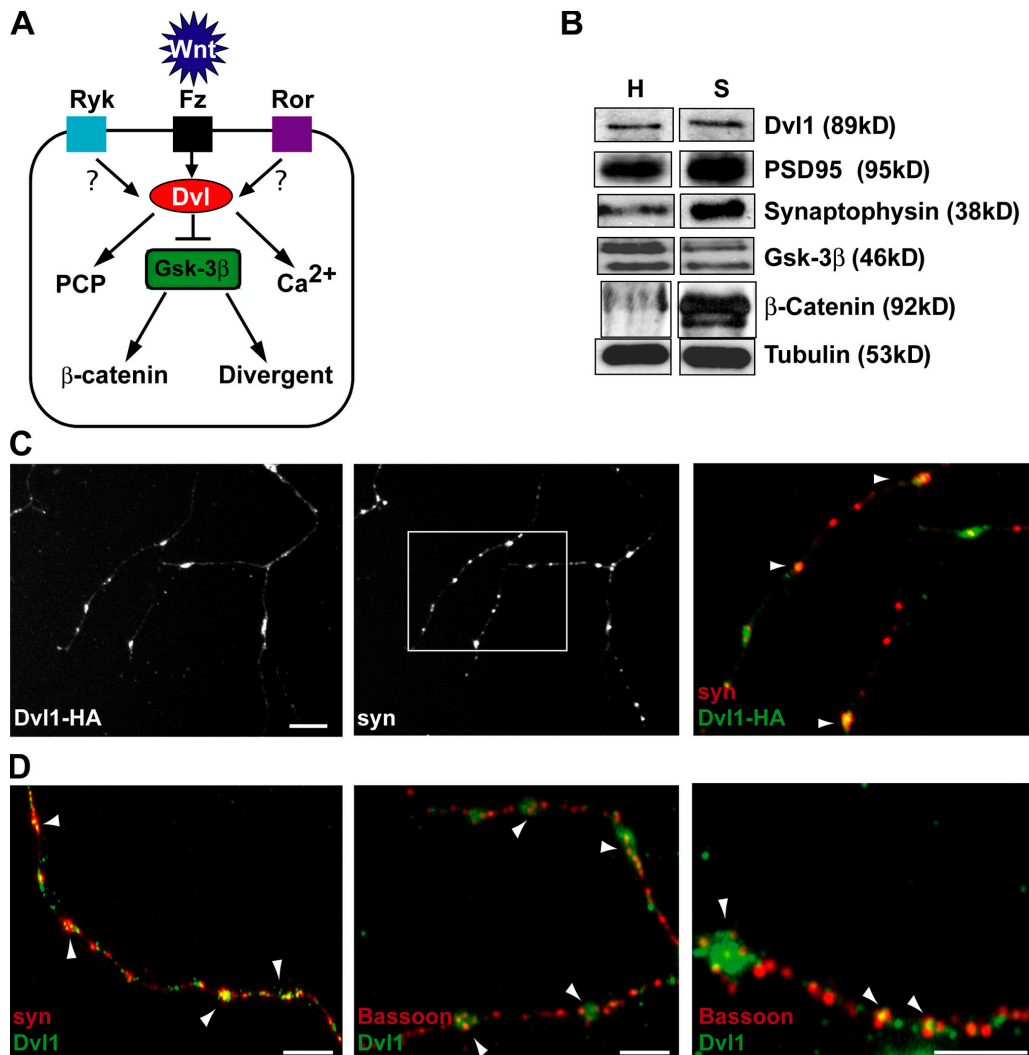 A
Wnt
Ryk Fz Ror
? ?
Dvl
Gsk-3β
PCP Ca2+
β-catenin Divergent
B
H S
Dvl1 (89kD)
PSD95 (95kD)
Synaptophysin (38kD)
Gsk-3β (46kD)
β-Catenin (92kD)
Tubulin (53kD)
C
Dvl1-HA
syn
syn
Dvl1-HA
D
syn
Dvl1
Bassoon
Dvl1
Bassoon
Dvl1